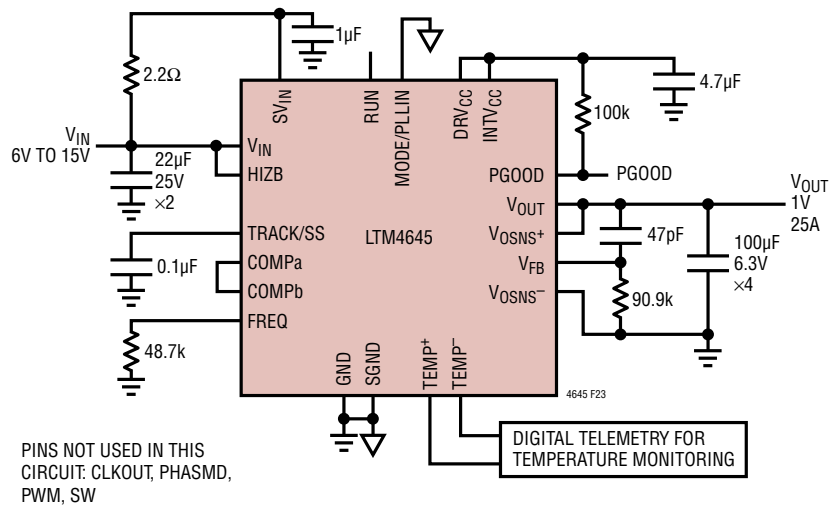 1µF
2.2Ω
SVIN
RUN
MODE/PLLIN
DRVCC
INTVCC
4.7µF
100k
VIN
6V TO 15V
22µF
25V
×2
VIN
HIZB
PGOOD
PGOOD
VOUT
VOUT
1V
25A
TRACK/SS
LTM4645
VOSNS+
47pF
100µF
6.3V
×4
0.1µF
COMPa
COMPb
VFB
VOSNS–
90.9k
FREQ
48.7k
GND
SGND
TEMP+
TEMP–
4645 F23
DIGITAL TELEMETRY FOR
TEMPERATURE MONITORING
PINS NOT USED IN THIS
CIRCUIT: CLKOUT, PHASMD,
PWM, SW